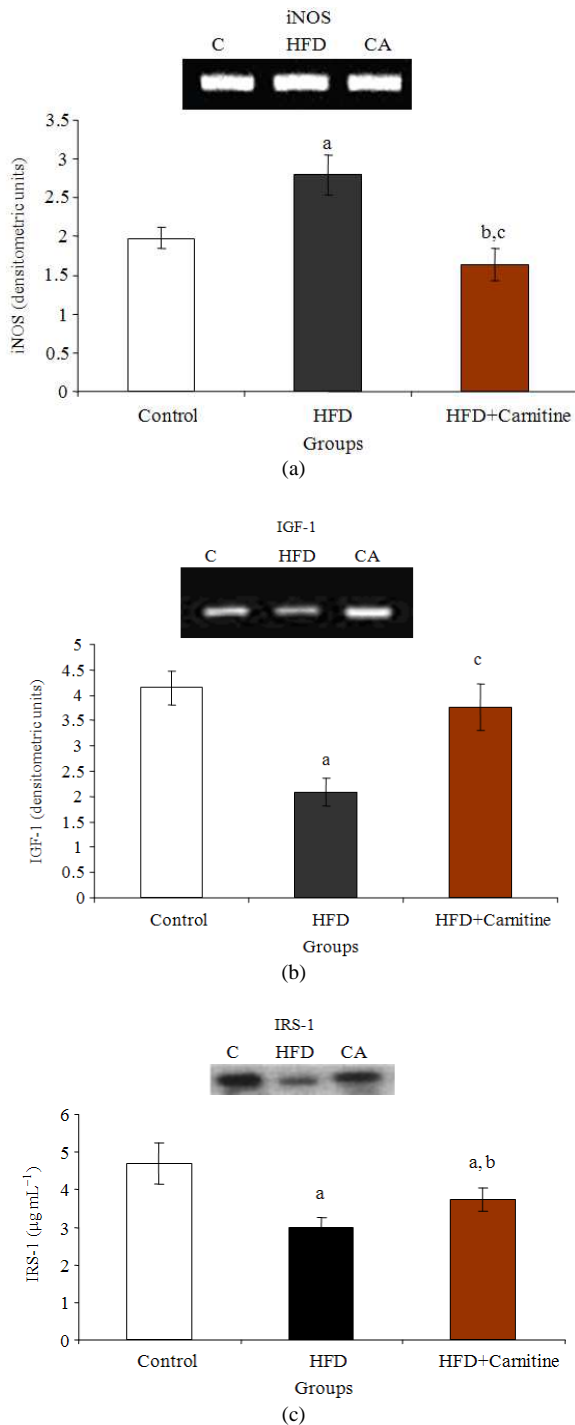 iNOS
C HFD CA
iNOS (densitometric units)
3.5
3
2.5
2
1.5
1
0.5
0
a
b,c
Control HFD HFD+Carnitine
Groups
(a)
IGF-1
C HFD CA
IGF-1 (densitometric units)
5
4.5
4
3.5
3
2.5
2
1.5
1
0.5
0
a
c
Control HFD HFD+Carnitine
Groups
(b)
IRS-1
C HFD CA
IRS-1 (µg mL⁻¹)
6
5
4
3
2
1
0
a
a, b
Control HFD HFD+Carnitine
Groups
(c)